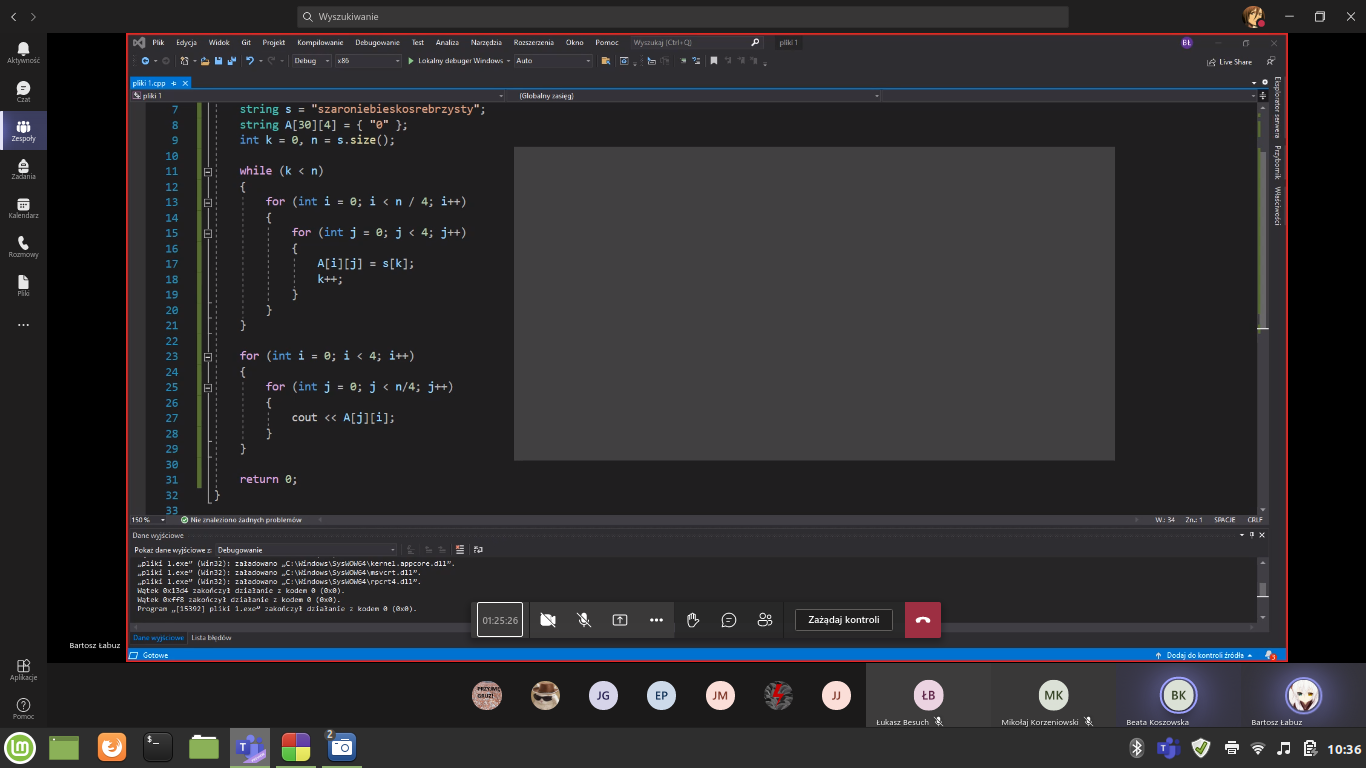 Wyszukiwanie
Aktywność
Czat
Zespoły
Zadania
Kalendarz
Rozmowy
Pliki
Aplikacje
Pomoc
Plik Edycja Widok Git Projekt Kompilowanie Debugowanie Test Analiza Narzędzia Rozszerzenia Okno Pomoc Wyszukaj (Ctrl+Q) pliki 1 BŁ
Debug x86 Lokalny debuger Windows Auto Live Share
pliki 1.cpp
pliki 1 (Globalny zasięg)
7 string s = "szaroniebieskosrebrzysty";
8 string A[30][4] = { "0" };
9 int k = 0, n = s.size();
10
11 while (k < n)
12 {
13 for (int i = 0; i < n / 4; i++)
14 {
15 for (int j = 0; j < 4; j++)
16 {
17 A[i][j] = s[k];
18 k++;
19 }
20 }
21 }
22
23 for (int i = 0; i < 4; i++)
24 {
25 for (int j = 0; j < n/4; j++)
26 {
27 cout << A[j][i];
28 }
29 }
30
31 return 0;
32 }
33
Eksplorator serwera
Przybornik
Właściwości
150 % Nie znaleziono żadnych problemów W.: 34 Zn.: 1 SPACJE CRLF
Dane wyjściowe
Pokaż dane wyjściowe z: Debugowanie
„pliki 1.exe” (Win32): załadowano „C:\Windows\SysWOW64\kernel.appcore.dll”.
„pliki 1.exe” (Win32): załadowano „C:\Windows\SysWOW64\msvcrt.dll”.
„pliki 1.exe” (Win32): załadowano „C:\Windows\SysWOW64\rpcrt4.dll”.
Wątek 0x13d4 zakończył działanie z kodem 0 (0x0).
Wątek 0xff8 zakończył działanie z kodem 0 (0x0).
Program „[15392] pliki 1.exe” zakończył działanie z kodem 0 (0x0).
Dane wyjściowe Lista błędów
Gotowe Dodaj do kontroli źródła 3
01:25:26 Zażądaj kontroli
Bartosz Łabuz
JG EP JM JJ ŁB MK BK
Łukasz Besuch Mikołaj Korzeniowski Beata Koszowska Bartosz Łabuz
2
10:36